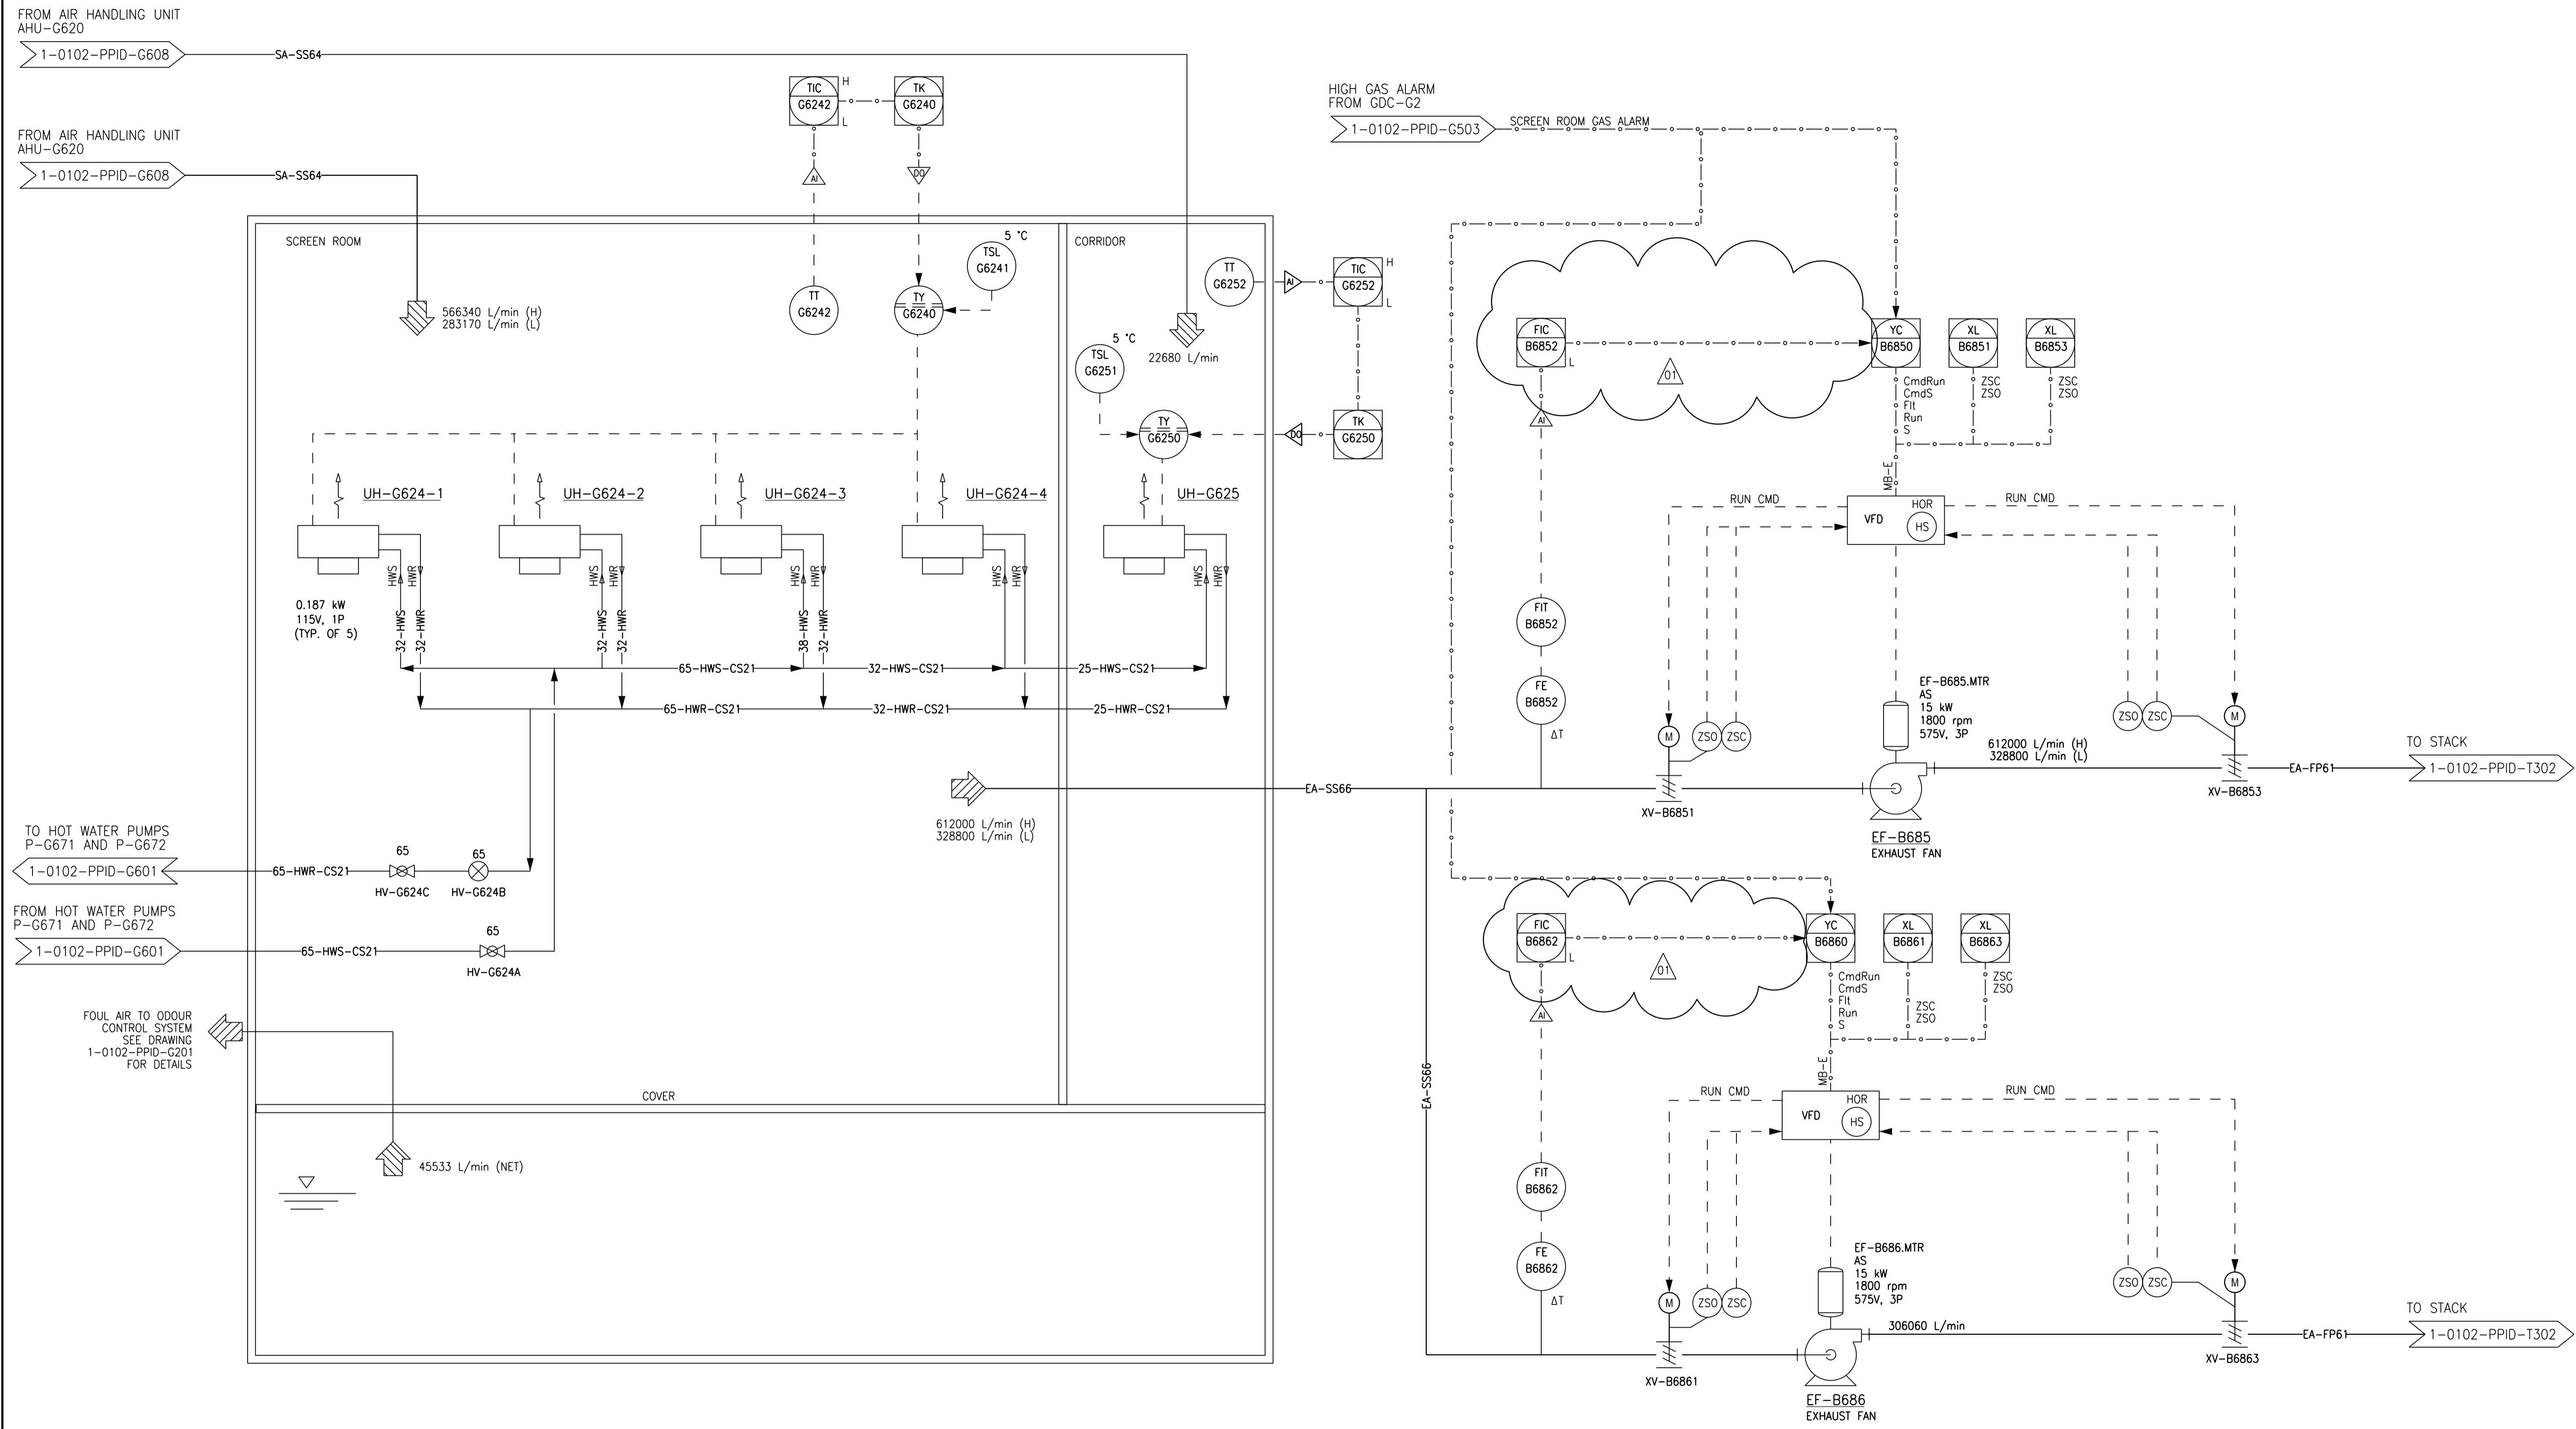 FROM AIR HANDLING UNIT
AHU-G620
1-0102-PPID-G608
SA-SS64
FROM AIR HANDLING UNIT
AHU-G620
1-0102-PPID-G608
SA-SS64
TIC
G6242
H
L
TK
G6240
AI
DO
SCREEN ROOM
566340 L/min (H)
283170 L/min (L)
TT
G6242
TY
G6240
5 °C
TSL
G6241
CORRIDOR
22680 L/min
5 °C
TSL
G6251
TY
G6250
TT
G6252
AI
TIC
G6252
H
L
DO
TK
G6250
UH-G624-1
UH-G624-2
UH-G624-3
UH-G624-4
UH-G625
HWS
HWR
HWS
HWR
HWS
HWR
HWS
HWR
HWS
HWR
0.187 kW
115V, 1P
(TYP. OF 5)
32-HWS
32-HWR
32-HWS
32-HWR
38-HWS
32-HWR
65-HWS-CS21
32-HWS-CS21
25-HWS-CS21
65-HWR-CS21
32-HWR-CS21
25-HWR-CS21
612000 L/min (H)
328800 L/min (L)
TO HOT WATER PUMPS
P-G671 AND P-G672
1-0102-PPID-G601
65-HWR-CS21
65
HV-G624C
65
HV-G624B
FROM HOT WATER PUMPS
P-G671 AND P-G672
1-0102-PPID-G601
65-HWS-CS21
65
HV-G624A
FOUL AIR TO ODOUR
CONTROL SYSTEM
SEE DRAWING
1-0102-PPID-G201
FOR DETAILS
COVER
45533 L/min (NET)
HIGH GAS ALARM
FROM GDC-G2
1-0102-PPID-G503
SCREEN ROOM GAS ALARM
FIC
B6852
L
01
YC
B6850
XL
B6851
XL
B6853
CmdRun
CmdS
Flt
Run
S
ZSC
ZSO
ZSC
ZSO
AI
MB-E
RUN CMD
VFD
HOR
HS
RUN CMD
FIT
B6852
FE
B6852
ΔT
M
ZSO
ZSC
EF-B685.MTR
AS
15 kW
1800 rpm
575V, 3P
612000 L/min (H)
328800 L/min (L)
ZSO
ZSC
M
TO STACK
EA-SS66
EA-FP61
1-0102-PPID-T302
XV-B6851
XV-B6853
EF-B685
EXHAUST FAN
EA-SS66
FIC
B6862
L
01
YC
B6860
XL
B6861
XL
B6863
CmdRun
CmdS
Flt
Run
S
ZSC
ZSO
ZSC
ZSO
AI
MB-E
RUN CMD
VFD
HOR
HS
RUN CMD
FIT
B6862
FE
B6862
ΔT
M
ZSO
ZSC
EF-B686.MTR
AS
15 kW
1800 rpm
575V, 3P
306060 L/min
ZSO
ZSC
M
TO STACK
EA-FP61
1-0102-PPID-T302
XV-B6861
XV-B6863
EF-B686
EXHAUST FAN